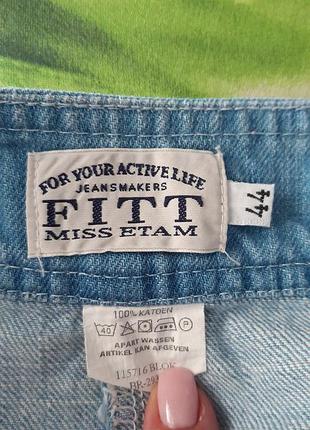 FOR YOUR ACTIVE LIFE
JEANSMAKERS
FITT
MISS ETAM
44
100% KATOEN
40 P
APART WASSEN
ARTIKEL KAN AFGEVEN
115716 BLOK